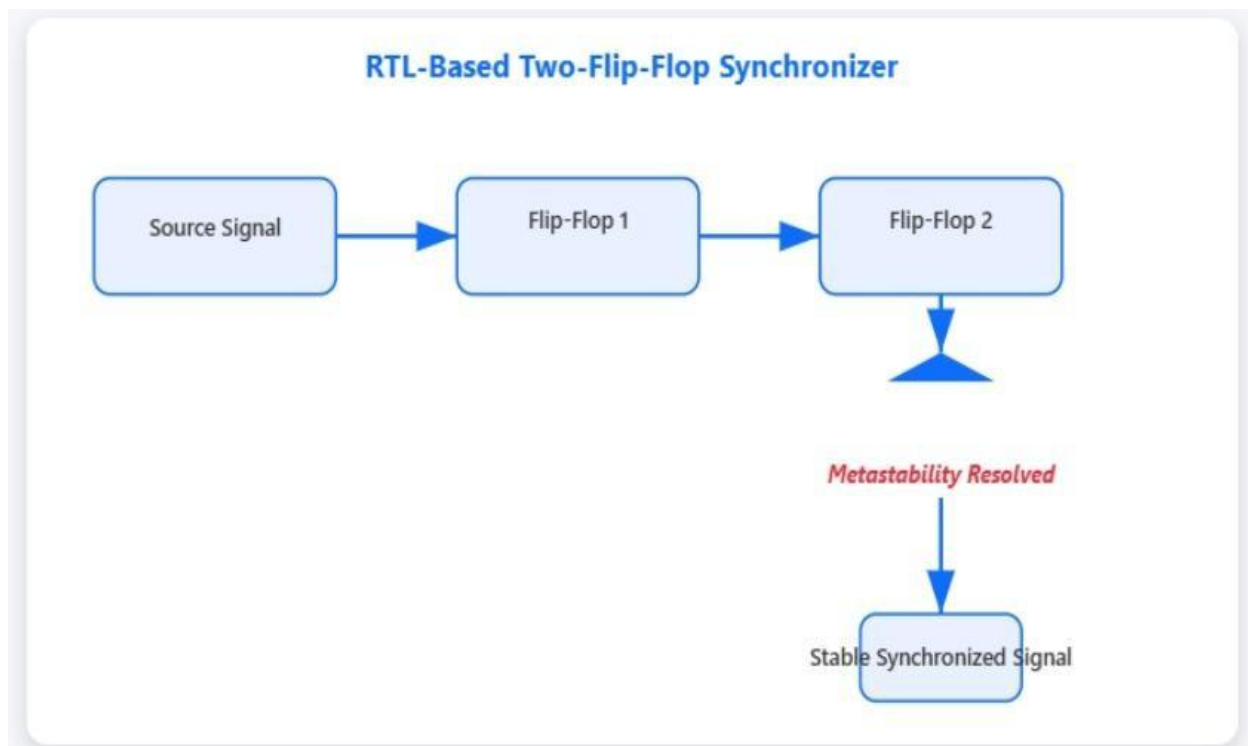 RTL-Based Two-Flip-Flop Synchronizer
Source Signal
Flip-Flop 1
Flip-Flop 2
Metastability Resolved
Stable Synchronized Signal